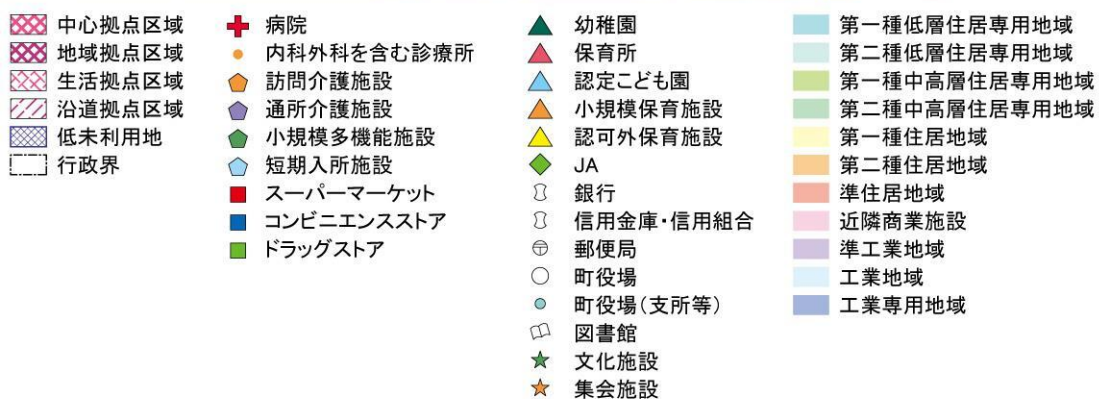 中心拠点区域
地域拠点区域
生活拠点区域
沿道拠点区域
低未利用地
行政界
病院
内科外科を含む診療所
訪問介護施設
通所介護施設
小規模多機能施設
短期入所施設
スーパーマーケット
コンビニエンスストア
ドラッグストア
幼稚園
保育所
認定こども園
小規模保育施設
認可外保育施設
JA
銀行
信用金庫・信用組合
郵便局
町役場
町役場(支所等)
図書館
文化施設
集会施設
第一種低層住居専用地域
第二種低層住居専用地域
第一種中高層住居専用地域
第二種中高層住居専用地域
第一種住居地域
第二種住居地域
準住居地域
近隣商業施設
準工業地域
工業地域
工業専用地域